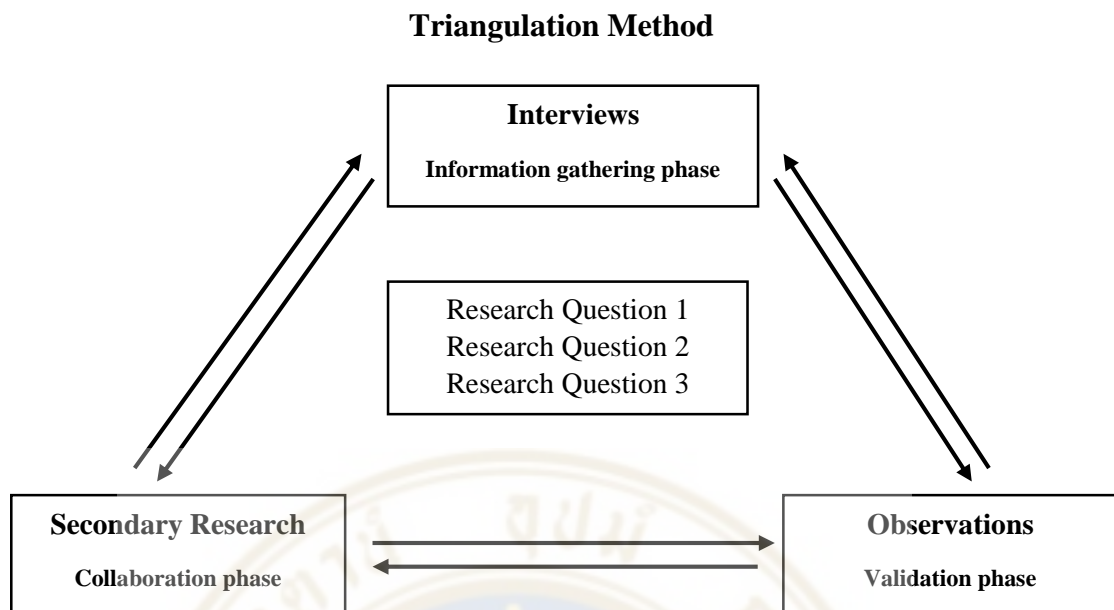 Triangulation Method
Interviews
Information gathering phase
Research Question 1
Research Question 2
Research Question 3
Secondary Research
Collaboration phase
Observations
Validation phase